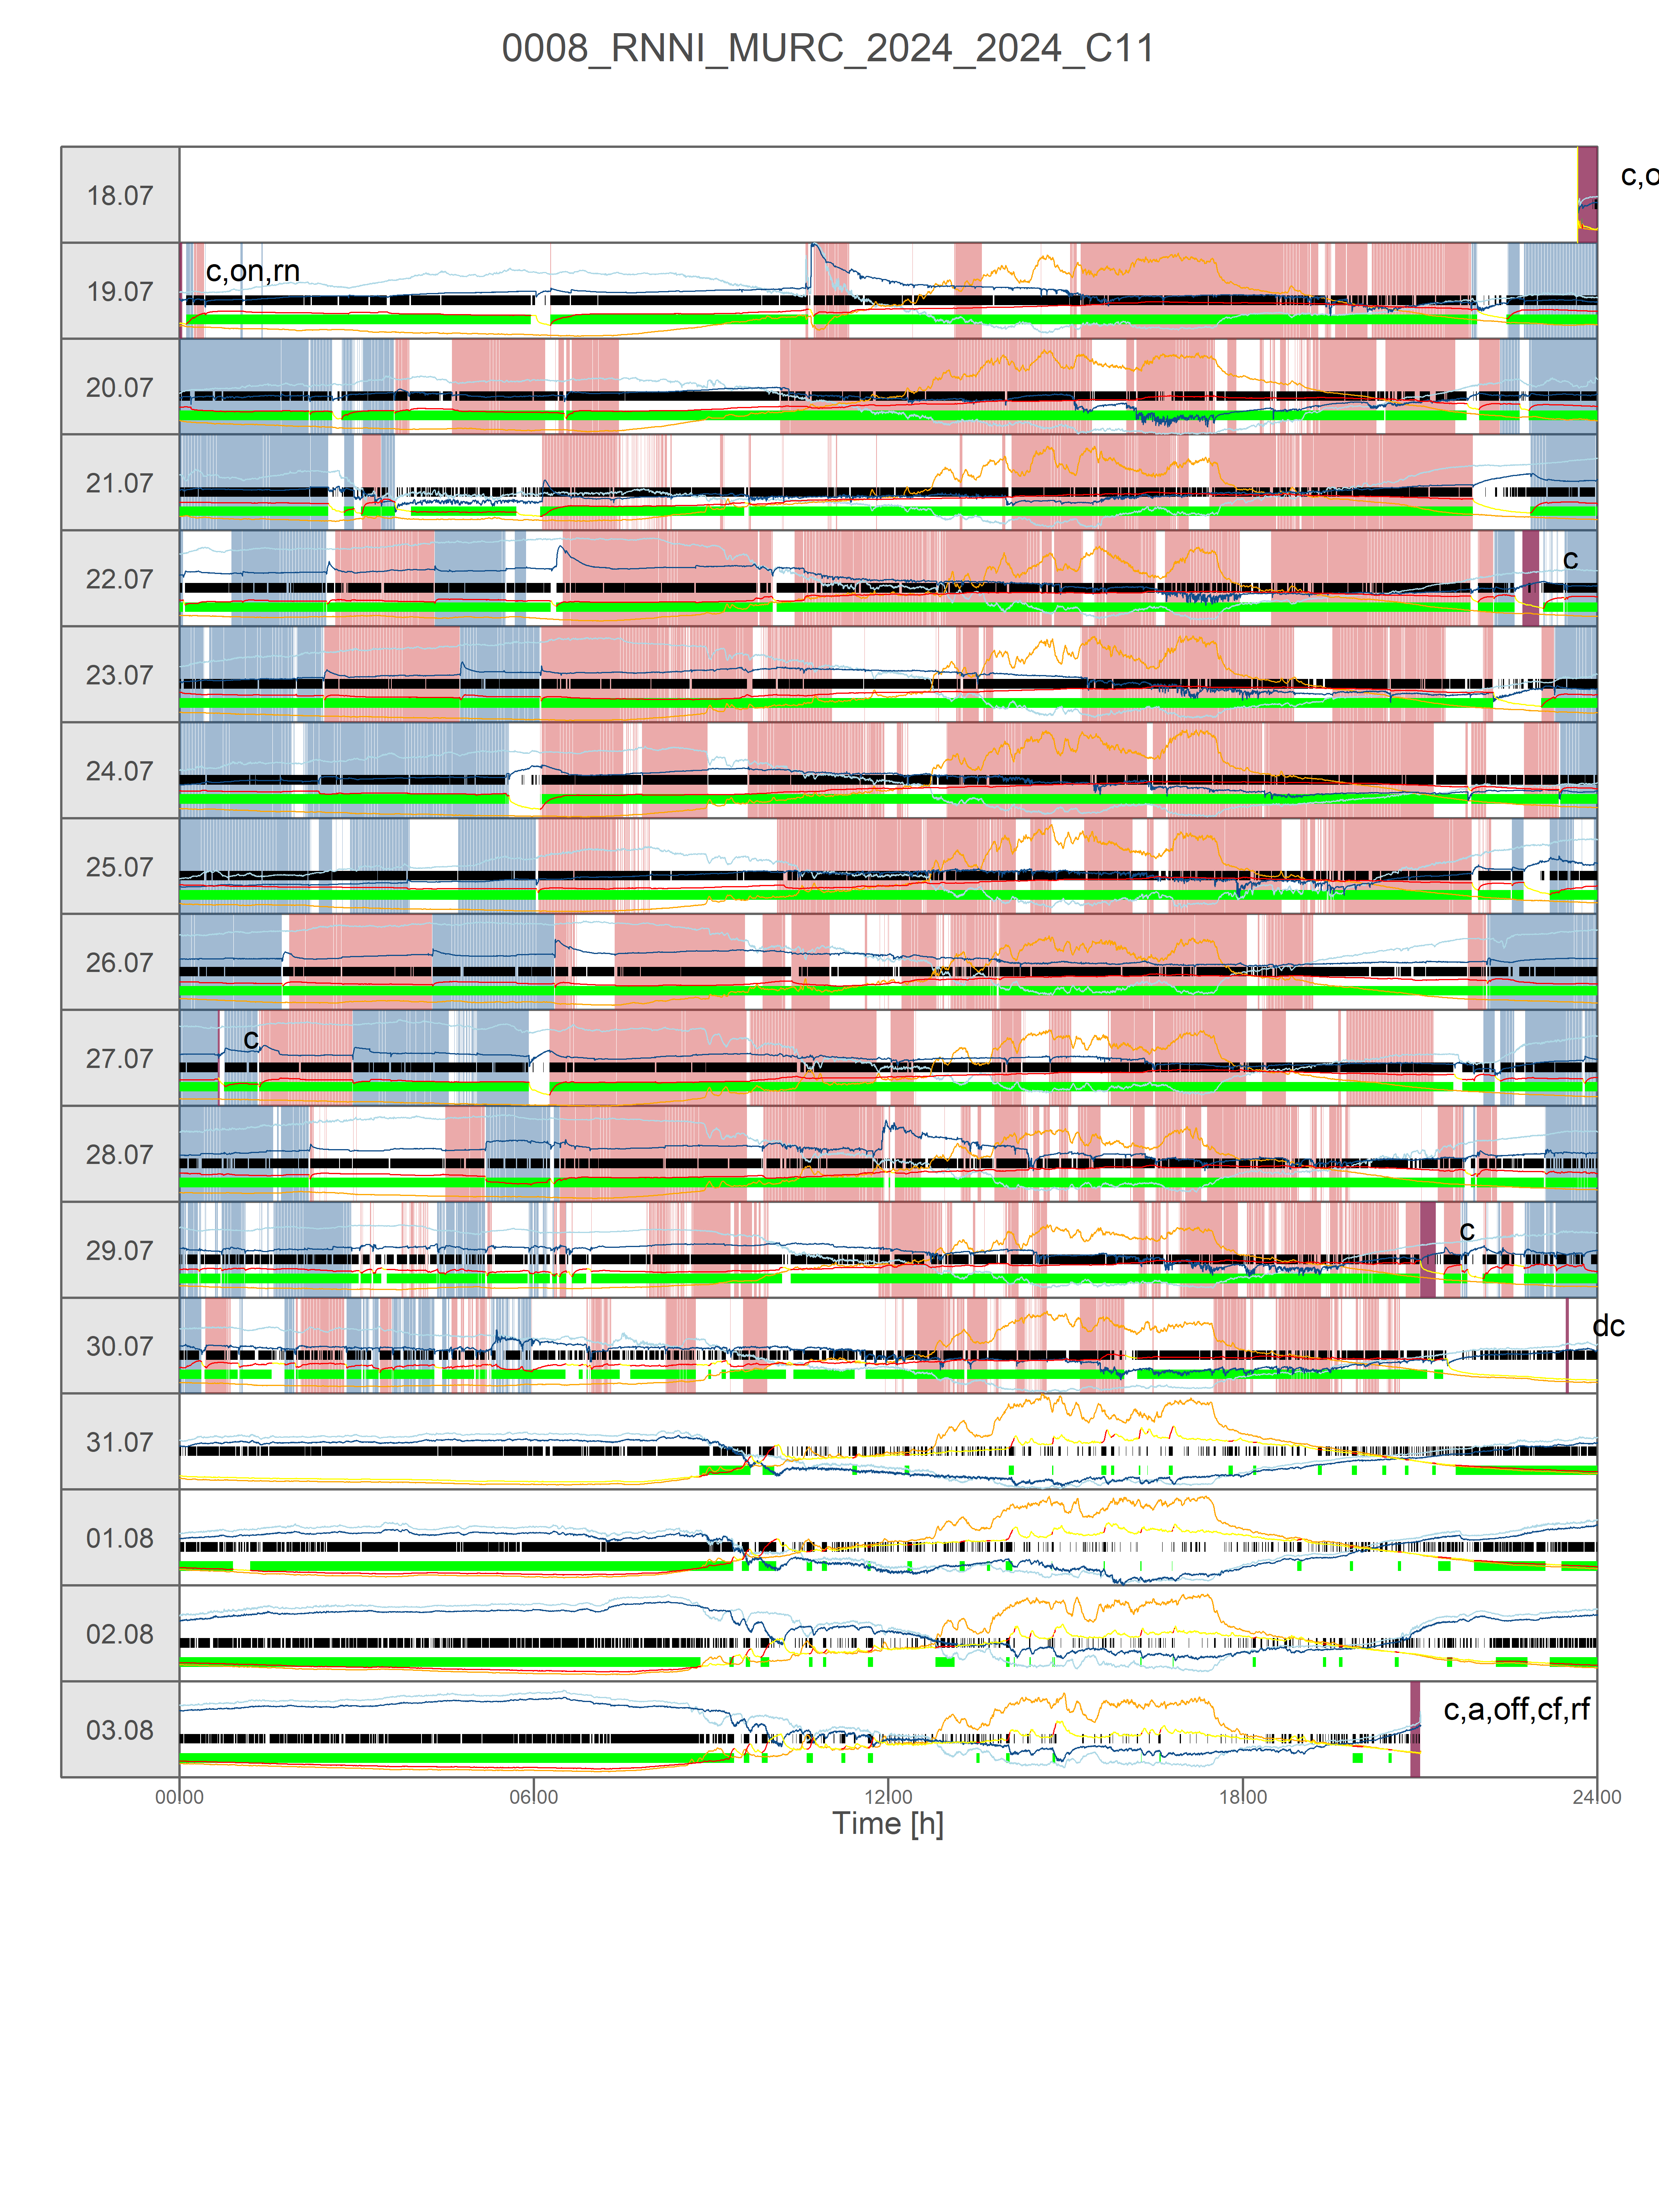 0008_RNNI_MURC_2024_2024_C11
18.07
c,o
19.07
c,on,rn
20.07
21.07
22.07
c
23.07
24.07
25.07
26.07
27.07
c
28.07
29.07
c
30.07
dc
31.07
01.08
02.08
03.08
c,a,off,cf,rf
00:00 06:00 12:00 18:00 24:00
Time [h]